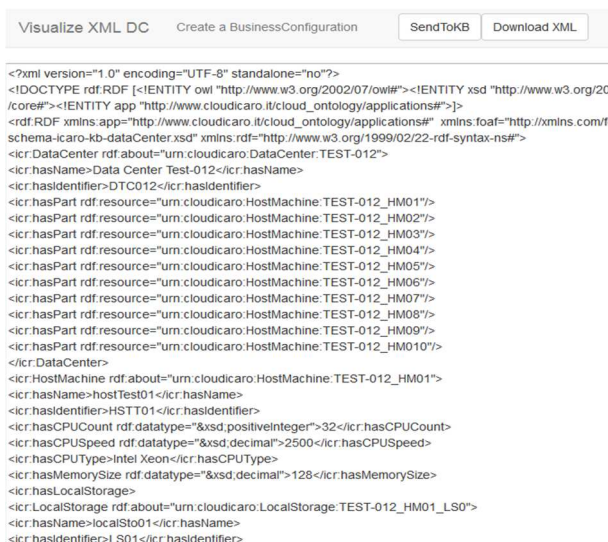 Visualize XML DC Create a BusinessConfiguration SendToKB Download XML
<?xml version="1.0" encoding="UTF-8" standalone="no"?>
<!DOCTYPE rdf:RDF [<!ENTITY owl "http://www.w3.org/2002/07/owl#"><!ENTITY xsd "http://www.w3.org/20
/core#"><!ENTITY app "http://www.cloudicaro.it/cloud_ontology/applications#">]>
<rdf:RDF xmlns:app="http://www.cloudicaro.it/cloud_ontology/applications#" xmlns:foaf="http://xmlns.com/f
schema-icaro-kb-dataCenter.xsd" xmlns:rdf="http://www.w3.org/1999/02/22-rdf-syntax-ns#">
<icr:DataCenter rdf:about="urn:cloudicaro:DataCenter:TEST-012">
<icr:hasName>Data Center Test-012</icr:hasName>
<icr:hasIdentifier>DTC012</icr:hasIdentifier>
<icr:hasPart rdf:resource="urn:cloudicaro:HostMachine:TEST-012_HM01"/>
<icr:hasPart rdf:resource="urn:cloudicaro:HostMachine:TEST-012_HM02"/>
<icr:hasPart rdf:resource="urn:cloudicaro:HostMachine:TEST-012_HM03"/>
<icr:hasPart rdf:resource="urn:cloudicaro:HostMachine:TEST-012_HM04"/>
<icr:hasPart rdf:resource="urn:cloudicaro:HostMachine:TEST-012_HM05"/>
<icr:hasPart rdf:resource="urn:cloudicaro:HostMachine:TEST-012_HM06"/>
<icr:hasPart rdf:resource="urn:cloudicaro:HostMachine:TEST-012_HM07"/>
<icr:hasPart rdf:resource="urn:cloudicaro:HostMachine:TEST-012_HM08"/>
<icr:hasPart rdf:resource="urn:cloudicaro:HostMachine:TEST-012_HM09"/>
<icr:hasPart rdf:resource="urn:cloudicaro:HostMachine:TEST-012_HM010"/>
</icr:DataCenter>
<icr:HostMachine rdf:about="urn:cloudicaro:HostMachine:TEST-012_HM01">
<icr:hasName>hostTest01</icr:hasName>
<icr:hasIdentifier>HSTT01</icr:hasIdentifier>
<icr:hasCPUCount rdf:datatype="&xsd;positiveInteger">32</icr:hasCPUCount>
<icr:hasCPUSpeed rdf:datatype="&xsd;decimal">2500</icr:hasCPUSpeed>
<icr:hasCPUType>Intel Xeon</icr:hasCPUType>
<icr:hasMemorySize rdf:datatype="&xsd;decimal">128</icr:hasMemorySize>
<icr:hasLocalStorage>
<icr:LocalStorage rdf:about="urn:cloudicaro:LocalStorage:TEST-012_HM01_LS0">
<icr:hasName>localSto01</icr:hasName>
<icr:hasIdentifier>LS01</icr:hasIdentifier>